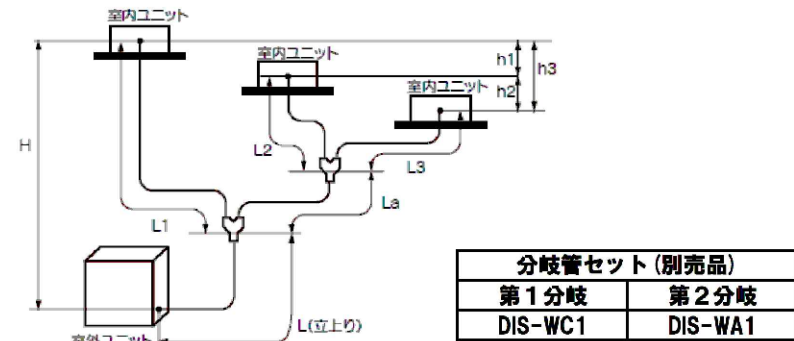 室内ユニット
室内ユニット
室内ユニット
h1
h2
h3
H
L2
L3
La
L1
L(立上り)
室外ユニット
分岐管セット(別売品)
第1分岐 第2分岐
DIS-WC1 DIS-WA1